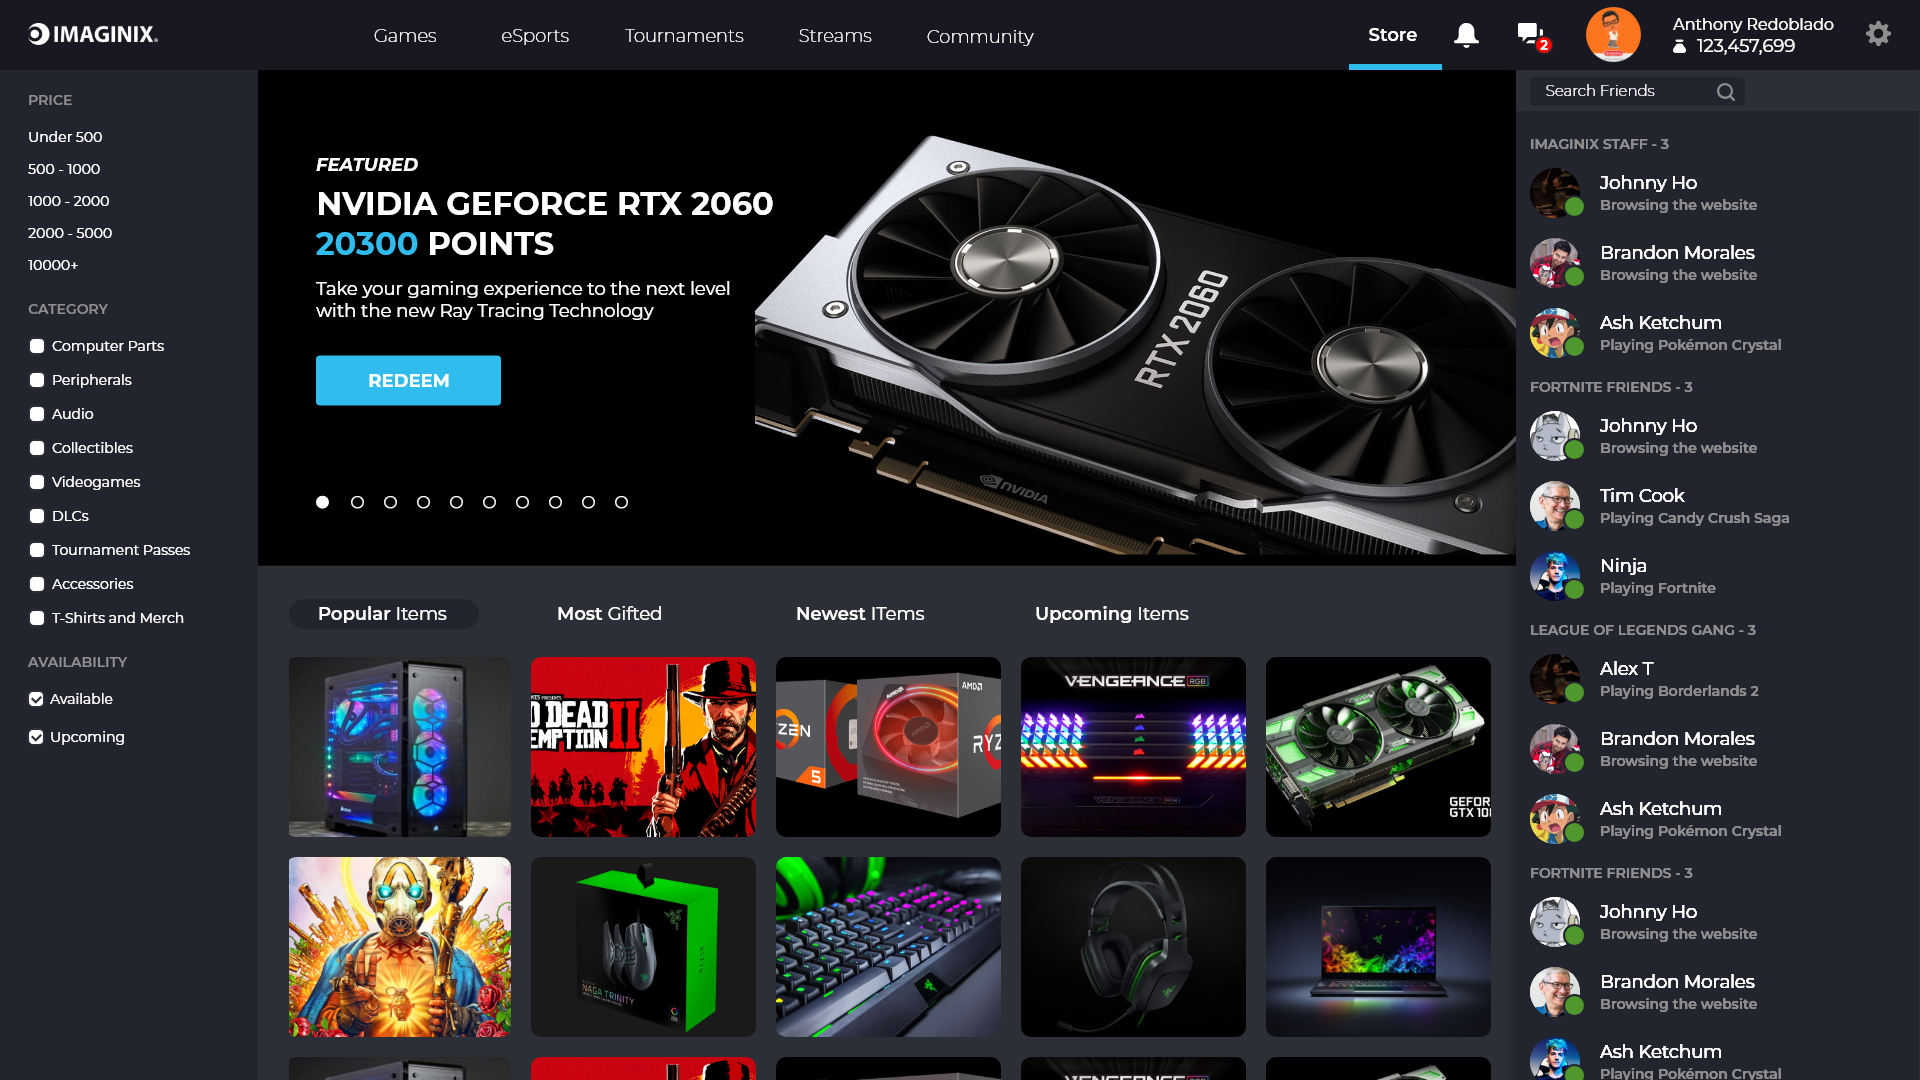 IMAGINIX.
Games
eSports
Tournaments
Streams
Community
Store
2
Anthony Redoblado
123,457,699
PRICE
Under 500
500 - 1000
1000 - 2000
2000 - 5000
10000+
CATEGORY
Computer Parts
Peripherals
Audio
Collectibles
Videogames
DLCs
Tournament Passes
Accessories
T-Shirts and Merch
AVAILABILITY
Available
Upcoming
FEATURED
NVIDIA GEFORCE RTX 2060
20300 POINTS
Take your gaming experience to the next level
with the new Ray Tracing Technology
REDEEM
RTX 2060
NVIDIA
Popular Items
Most Gifted
Newest ITems
Upcoming Items
D DEAD II
EMPTION
ZEN
5
AMD
AMD
AMD
RYZ
VENGEANCE RGB
VENGEANCE RGB
GEFOR
GTX 10
NAGA TRINITY
Search Friends
IMAGINIX STAFF - 3
Johnny Ho
Browsing the website
Brandon Morales
Browsing the website
Ash Ketchum
Playing Pokémon Crystal
FORTNITE FRIENDS - 3
Johnny Ho
Browsing the website
Tim Cook
Playing Candy Crush Saga
Ninja
Playing Fortnite
LEAGUE OF LEGENDS GANG - 3
Alex T
Playing Borderlands 2
Brandon Morales
Browsing the website
Ash Ketchum
Playing Pokémon Crystal
FORTNITE FRIENDS - 3
Johnny Ho
Browsing the website
Brandon Morales
Browsing the website
Ash Ketchum
Playing Pokémon Crystal